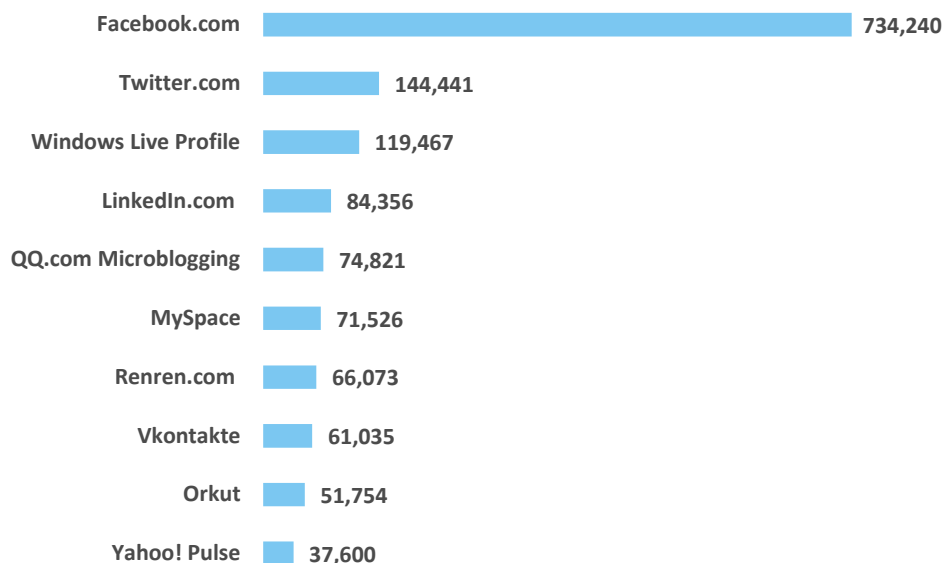 Facebook.com 734,240
Twitter.com 144,441
Windows Live Profile 119,467
LinkedIn.com 84,356
QQ.com Microblogging 74,821
MySpace 71,526
Renren.com 66,073
Vkontakte 61,035
Orkut 51,754
Yahoo! Pulse 37,600